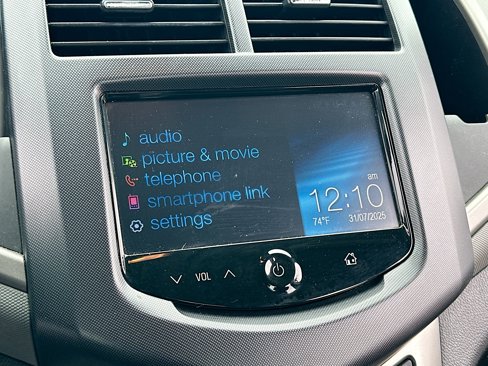 audio
picture & movie
telephone
smartphone link
settings
am
12:10
74°F 31/07/2025
VOL